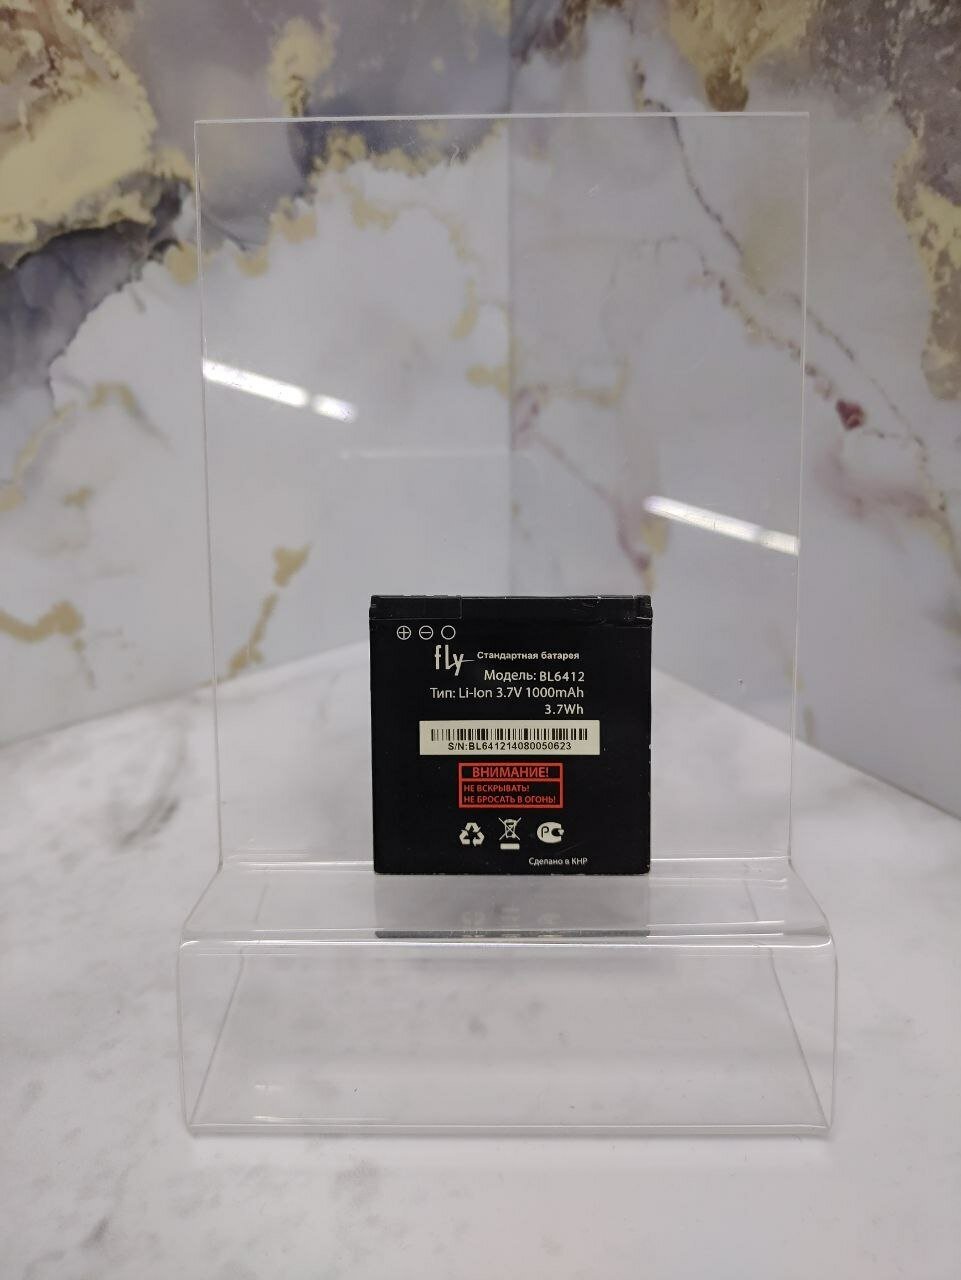 fly Стандартная батарея
Модель: BL6412
Тип: Li-Ion 3.7V 1000mAh
3.7Wh
S/N:BL641214080050623
ВНИМАНИЕ!
НЕ ВСКРЫВАТЬ!
НЕ БРОСАТЬ В ОГОНЬ!
Сделано в КНР